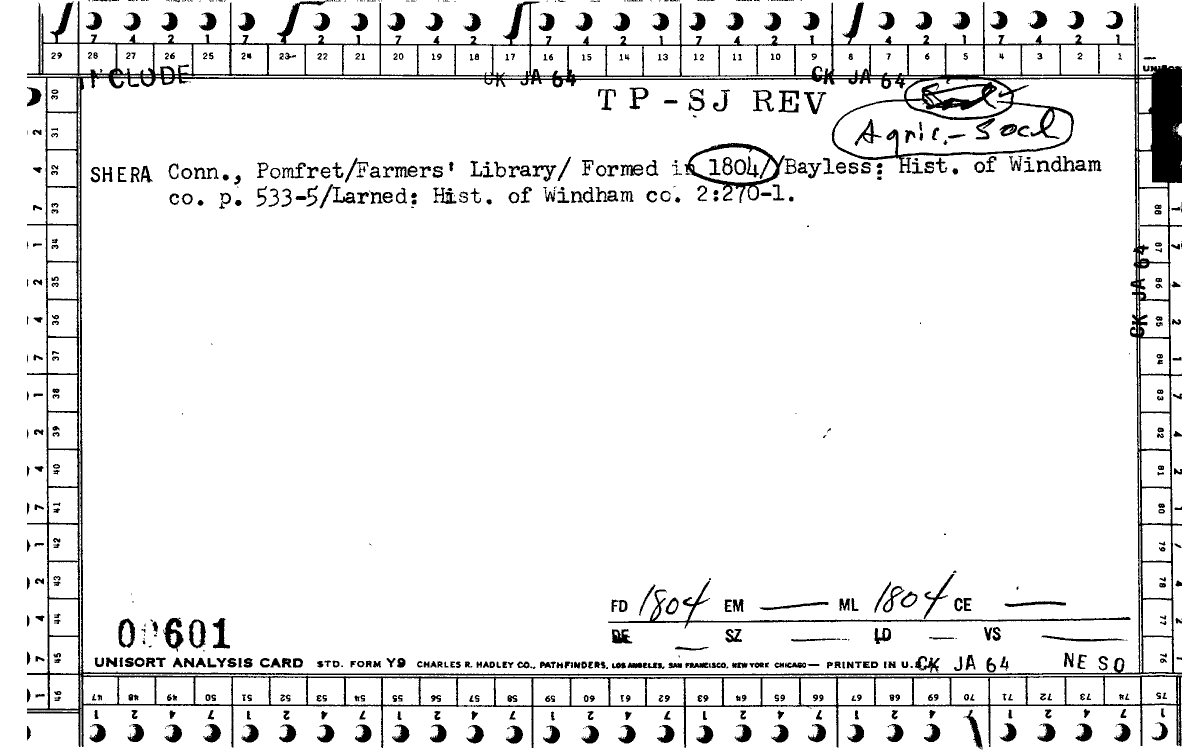 7 4 2 1 7 4 2 1 7 4 2 1 7 4 2 1 7 4 2 1 7 4 2 1 7 4 2 1
29 28 27 26 25 24 23 22 21 20 19 18 17 16 15 14 13 12 11 10 9 8 7 6 5 4 3 2 1
INCLUDE CK JA 64 CK JA 64
TP-SJ REV
Agric.-Socl
SHERA Conn., Pomfret/Farmers' Library/ Formed in 1804//Bayless: Hist. of Windham
co. p. 533-5/Larned: Hist. of Windham co. 2:270-1.
CK JA 64
FD 1804 EM — ML 1804 CE —
DE — SZ — LD — VS —
00601
UNISORT ANALYSIS CARD STD. FORM Y9 CHARLES R. HADLEY CO., PATHFINDERS, LOS ANGELES, SAN FRANCISCO, NEW YORK CHICAGO — PRINTED IN U.S. CK JA 64 NE SO
47 48 49 50 51 52 53 54 55 56 57 58 59 60 61 62 63 64 65 66 67 68 69 70 71 72 73 74 75
1 2 4 7 1 2 4 7 1 2 4 7 1 2 4 7 1 2 4 7 1 2 4 7 1 2 4 7 1